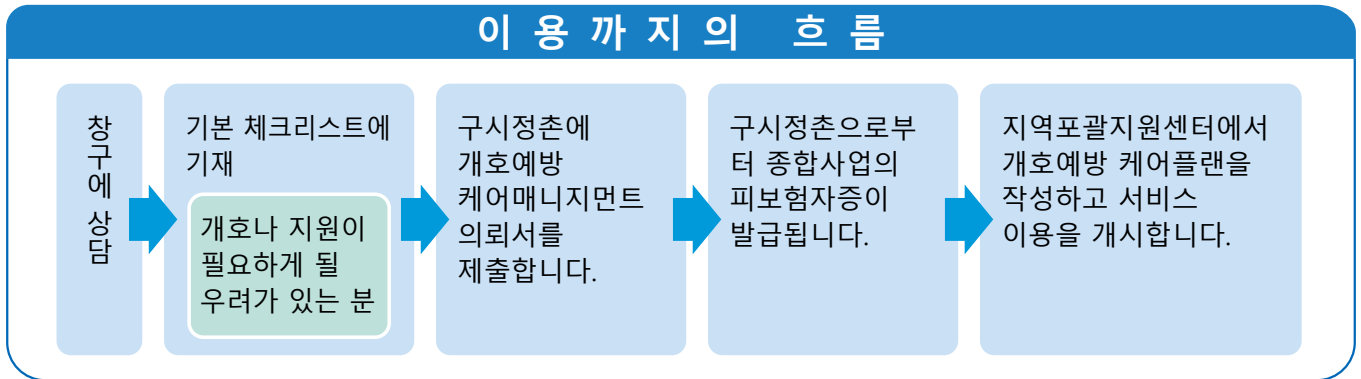 이용까지의 흐름
창구에 상담
기본 체크리스트에
기재
개호나 지원이
필요하게 될
우려가 있는 분
구시정촌에
개호예방
케어매니지먼트
의뢰서를
제출합니다.
구시정촌으로부
터 종합사업의
피보험자증이
발급됩니다.
지역포괄지원센터에서
개호예방 케어플랜을
작성하고 서비스
이용을 개시합니다.